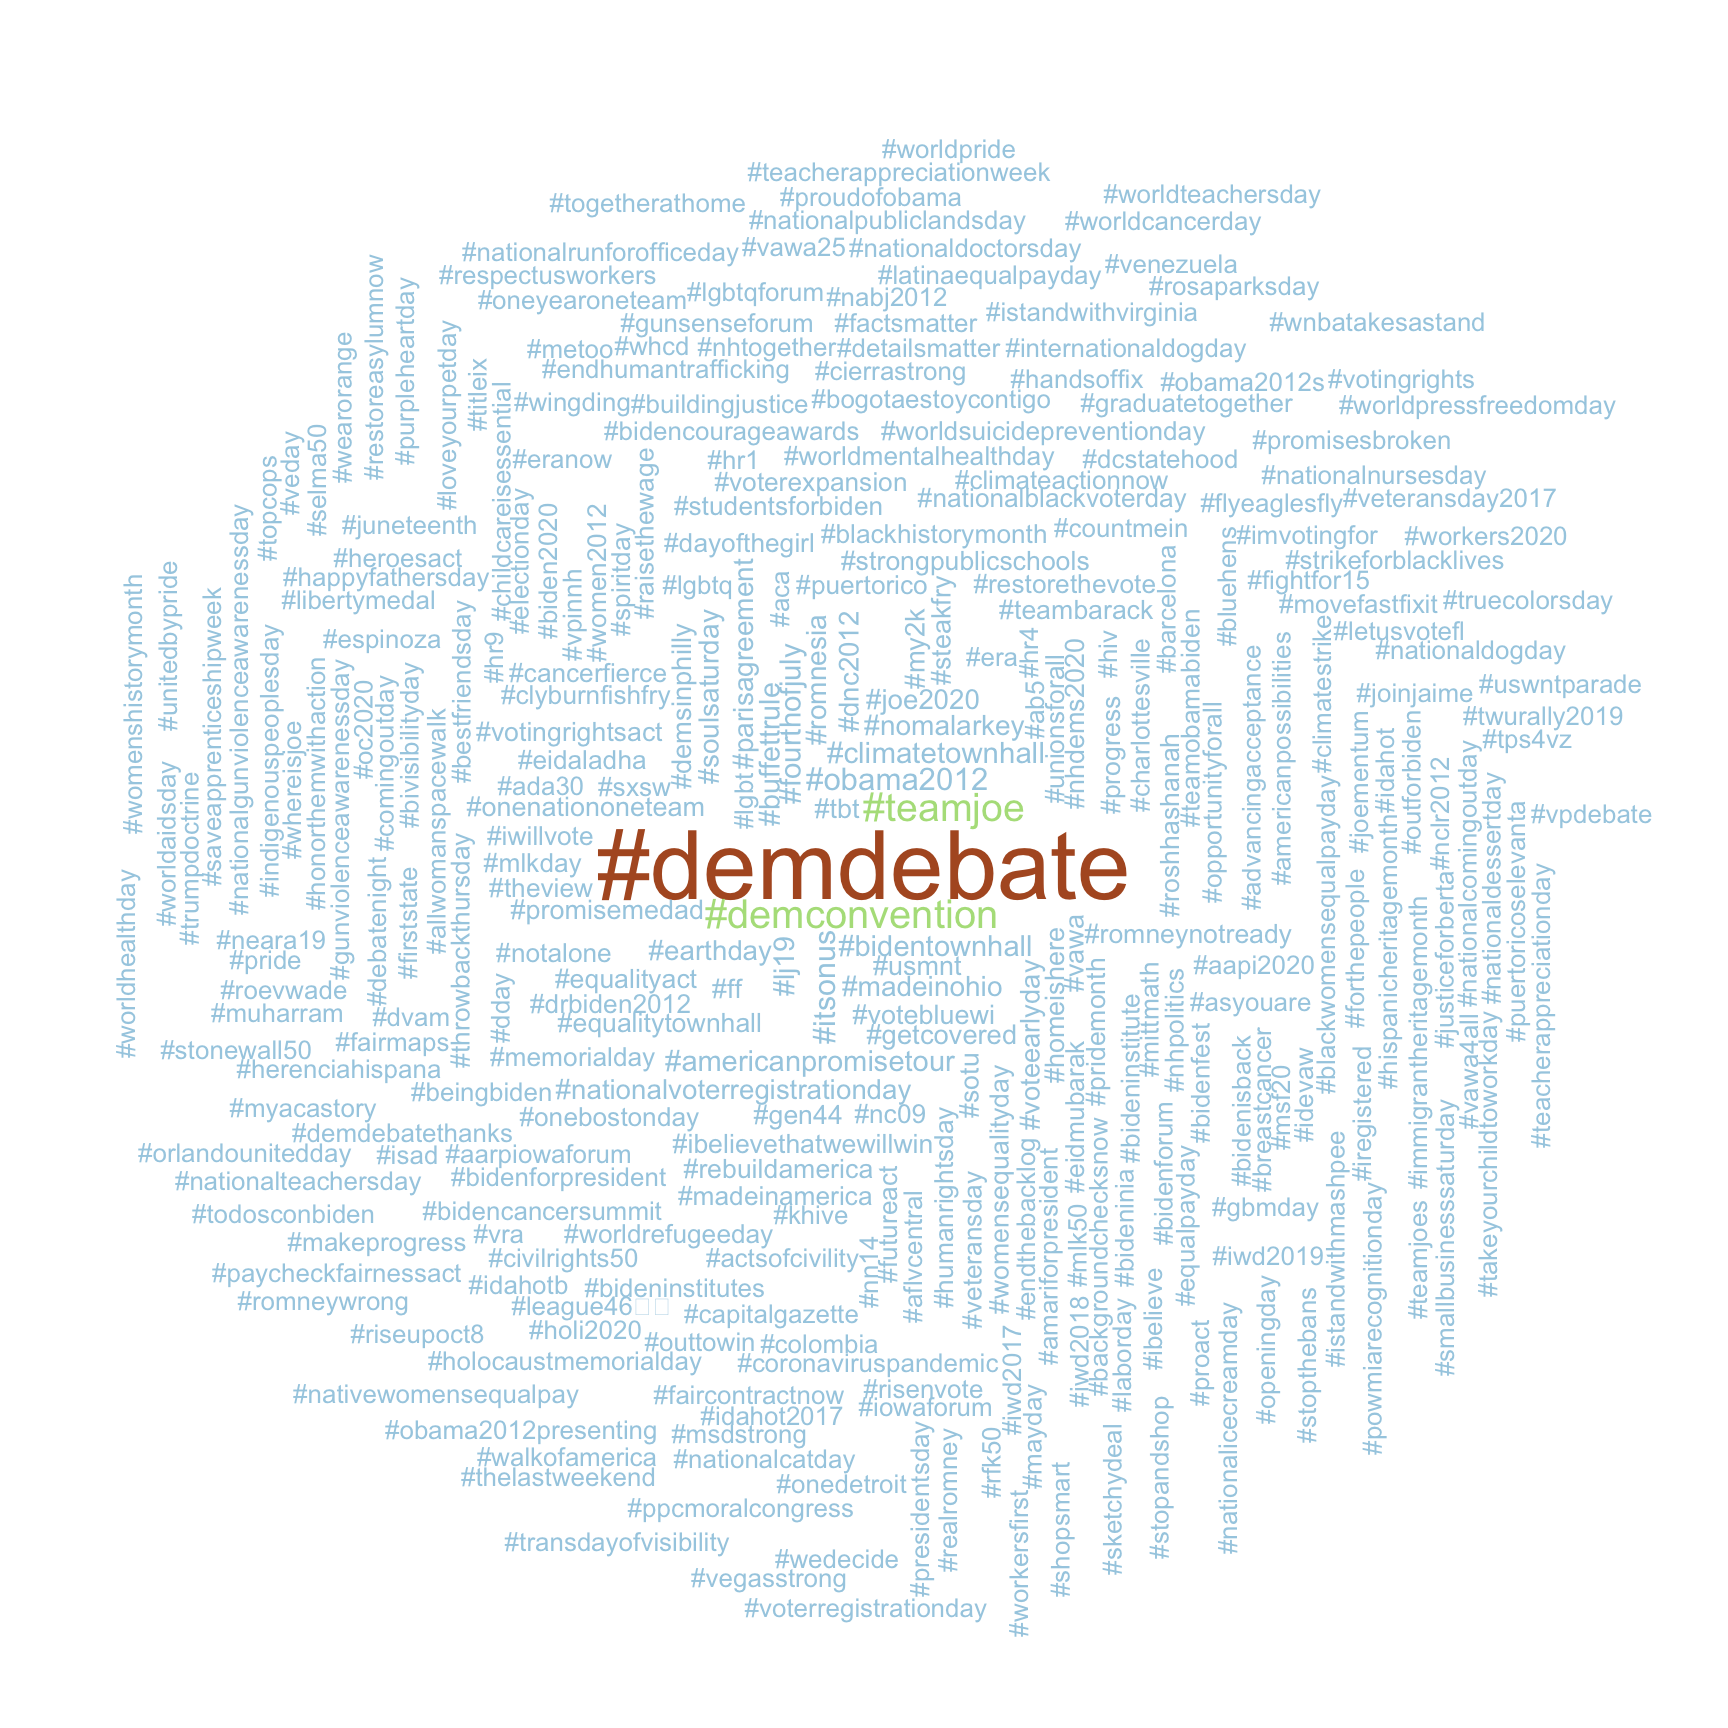 #worldpride
#teacherappreciationweek
#proudofobama
#worldteachersday
#togetherathome
#nationalpubliclandsday
#worldcancerday
#nationalrunforofficeday
#vawa25
#nationaldoctorsday
#respectusworkers
#latinaequalpayday
#venezuela
#rosaparksday
#oneyearoneteam
#lgbtqforum
#nabj2012
#istandwithvirginia
#gunsenseforum
#factsmatter
#wnbatakesastand
#metoo
#whcd
#nhtogether
#detailsmatter
#internationaldogday
#endhumantrafficking
#cierrastrong
#handsoffix
#obama2012s
#votingrights
#wingding
#buildingjustice
#bogotaestoycontigo
#graduatetogether
#worldpressfreedomday
#bidencourageawards
#worldsuicidepreventionday
#promisesbroken
#eranow
#hr1
#worldmentalhealthday
#dcstatehood
#voterexpansion
#climateactionnow
#nationalnursesday
#studentsforbiden
#nationalblackvoterday
#flyeaglesfly
#veteransday2017
#juneteenth
#blackhistorymonth
#countmein
#imvotingfor
#workers2020
#dayofthegirl
#strongpublicschools
#strikeforblacklives
#heroesact
#happyfathersday
#lgbtq
#puertorico
#restorethevote
#fightfor15
#libertymedal
#teambarack
#movefastfixit
#truecolorsday
#espinoza
#letusvotefl
#nationaldogday
#era
#cancerfierce
#clyburnfishfry
#joe2020
#joinjaime
#uswntparade
#votingrightsact
#nomalarkey
#twurally2019
#eidaladha
#climatetownhall
#tps4vz
#ada30
#sxsw
#obama2012
#onenationoneteam
#tbt
#teamjoe
#vpdebate
#iwillvote
#mlkday
#demdebate
#theview
#promisemedad
#demconvention
#neara19
#pride
#notalone
#earthday
#bidentownhall
#romneynotready
#usmnt
#aapi2020
#roevwade
#equalityact
#ff
#madeinohio
#muharram
#drbiden2012
#asyouare
#dvam
#equalitytownhall
#votebluewi
#stonewall50
#fairmaps
#getcovered
#herenciahispana
#memorialday
#americanpromisetour
#beingbiden
#nationalvoterregistrationday
#myacastory
#onebostonday
#gen44
#nc09
#demdebatethanks
#ibelievethatwewillwin
#orlandounitedday
#isad
#aarpiowaforum
#rebuildamerica
#nationalteachersday
#bidenforpresident
#madeinamerica
#todosconbiden
#bidencancersummit
#khive
#gbmday
#makeprogress
#vra
#worldrefugeeday
#civilrights50
#actsofcivility
#iwd2019
#paycheckfairnessact
#idahotb
#bideninstitutes
#romneywrong
#league46
#capitalgazette
#riseupoct8
#holi2020
#outtowin
#colombia
#holocaustmemorialday
#coronaviruspandemic
#nativewomensequalpay
#faircontractnow
#risenvote
#idahot2017
#iowaforum
#obama2012presenting
#msdstrong
#walkofamerica
#nationalcatday
#thelastweekend
#onedetroit
#ppcmoralcongress
#transdayofvisibility
#wedecide
#vegasstrong
#voterregistrationday
#worldhealthday
#womenshistorymonth
#worldaidsday
#unitedbypride
#trumpdoctrine
#saveapprenticeshipweek
#nationalgunviolenceawarenessday
#topcops
#indigenouspeoplesday
#veday
#whereisjoe
#selma50
#honorthemwithaction
#wearorange
#gunviolenceawarenessday
#oc2020
#restoreasylumnow
#debatenight
#comingoutday
#purpleheartday
#bivisibilityday
#firststate
#allwomanspacewalk
#loveyourpetday
#bestfriendsday
#throwbackthursday
#titleix
#hr9
#childcareisessential
#dday
#electionday
#biden2020
#vpinnh
#women2012
#spiritday
#raisethewage
#demsinphilly
#soulsaturday
#lgbt
#parisagreement
#buffettrule
#aca
#fourthofjuly
#lj19
#romnesia
#itsonus
#dnc2012
#my2k
#steakfry
#hr4
#ab5
#unionsforall
#nhdems2020
#hiv
#progress
#charlottesville
#barcelona
#roshhashanah
#teamobamabiden
#opportunityforall
#bluehens
#advancingacceptance
#americanpossibilities
#climatestrike
#blackwomensequalpayday
#joementum
#forthepeople
#idahot
#hispanicheritagemonth
#outforbiden
#immigrantheritagemonth
#nclr2012
#justiceforberta
#nationalcomingoutday
#vawa4all
#nationaldessertday
#takeyourchildtoworkday
#puertoricoselevanta
#teacherappreciationday
#nn14
#futureact
#aflvcentral
#humanrightsday
#sotu
#veteransday
#womensequalityday
#voteearlyday
#endthebacklog
#homeishere
#amariforpresident
#vawa
#eidmubarak
#mlk50
#iwd2018
#pridemonth
#backgroundchecksnow
#bideninstitute
#bideninia
#laborday
#mittmath
#ibelieve
#nhpolitics
#bidenforum
#equalpayday
#bidenfest
#proact
#bidenisback
#breastcancer
#msf20
#idevaw
#openingday
#stopthebans
#istandwithmashpee
#iregistered
#powmiarecognitionday
#teamjoes
#smallbusinesssaturday
#nationalicecreamday
#stopandshop
#sketchydeal
#shopsmart
#mayday
#iwd2017
#workersfirst
#rfk50
#realromney
#presidentsday